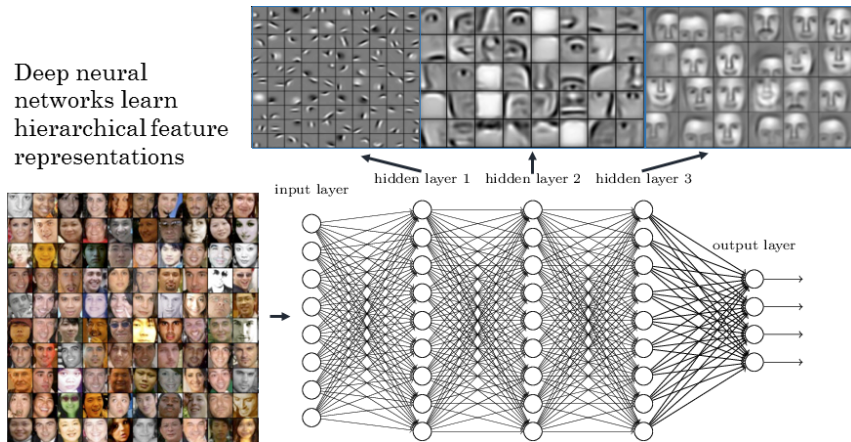 Deep neural
networks learn
hierarchical feature
representations
hidden layer 1
hidden layer 2
hidden layer 3
input layer
output layer